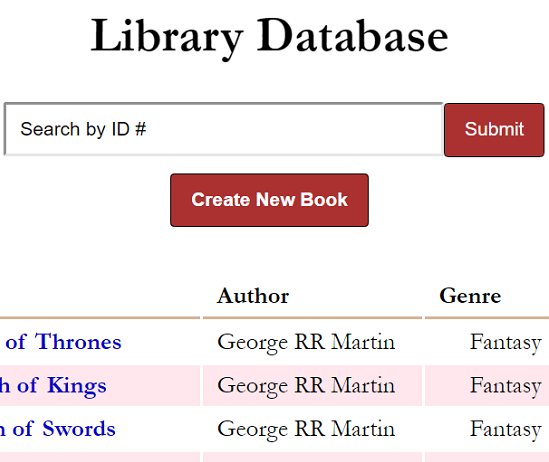 Library Database
Search by ID # Submit
Create New Book
Author Genre
of Thrones George RR Martin Fantasy
of Kings George RR Martin Fantasy
of Swords George RR Martin Fantasy